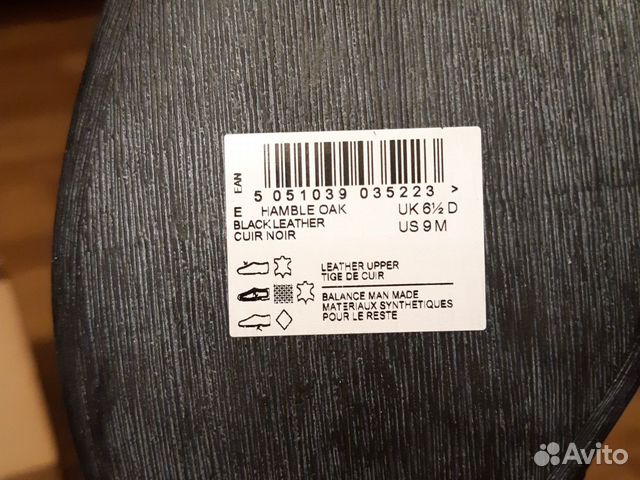 EAN
5 051039 035223 >
E HAMBLE OAK UK 6½ D
BLACK LEATHER US 9 M
CUIR NOIR
LEATHER UPPER
TIGE DE CUIR
BALANCE MAN MADE
MATERIAUX SYNTHETIQUES
POUR LE RESTE
Avito